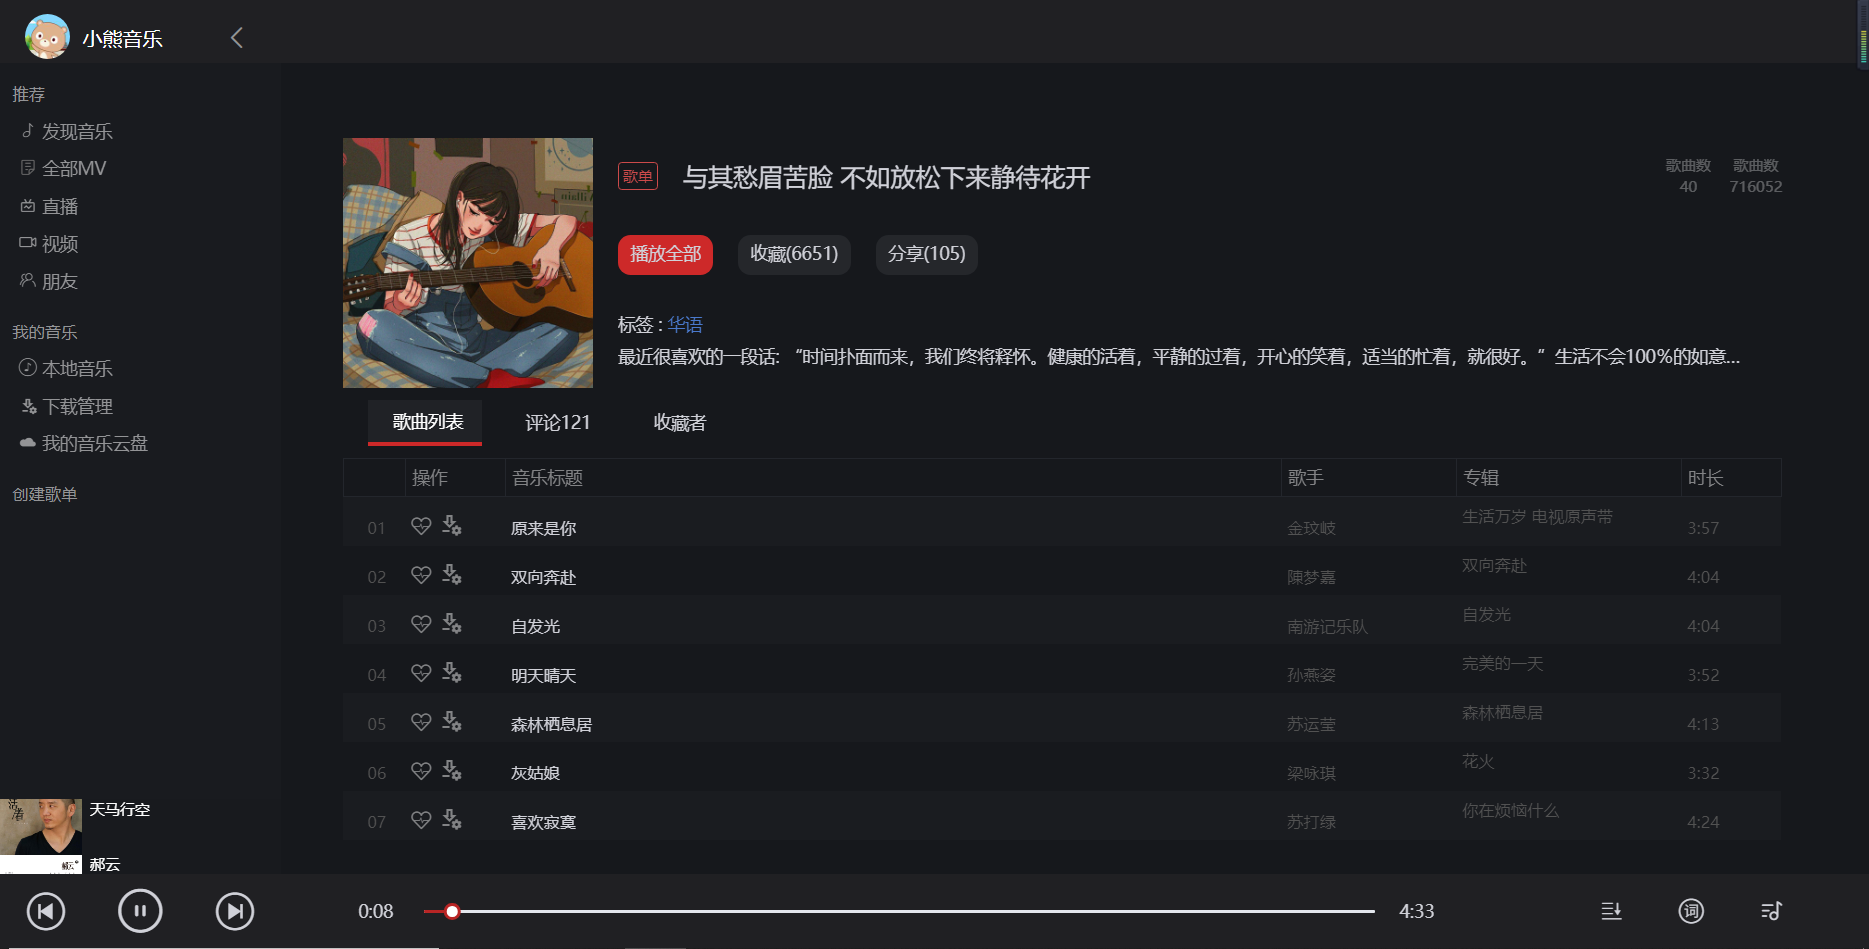 小熊音乐
推荐
发现音乐
全部MV
直播
视频
朋友
我的音乐
本地音乐
下载管理
我的音乐云盘
创建歌单
歌单 与其愁眉苦脸 不如放松下来静待花开
歌曲数 歌曲数
40 716052
播放全部 收藏(6651) 分享(105)
标签 : 华语
最近很喜欢的一段话: “时间扑面而来，我们终将释怀。健康的活着，平静的过着，开心的笑着，适当的忙着，就很好。” 生活不会100%的如意...
歌曲列表 评论121 收藏者
操作 音乐标题 歌手 专辑 时长
01 原来是你 金玟岐 生活万岁 电视原声带 3:57
02 双向奔赴 陳梦嘉 双向奔赴 4:04
03 自发光 南游记乐队 自发光 4:04
04 明天晴天 孙燕姿 完美的一天 3:52
05 森林栖息居 苏运莹 森林栖息居 4:13
06 灰姑娘 梁咏琪 花火 3:32
07 喜欢寂寞 苏打绿 你在烦恼什么 4:24
活着
郝云
天马行空
郝云
0:08 4:33 词